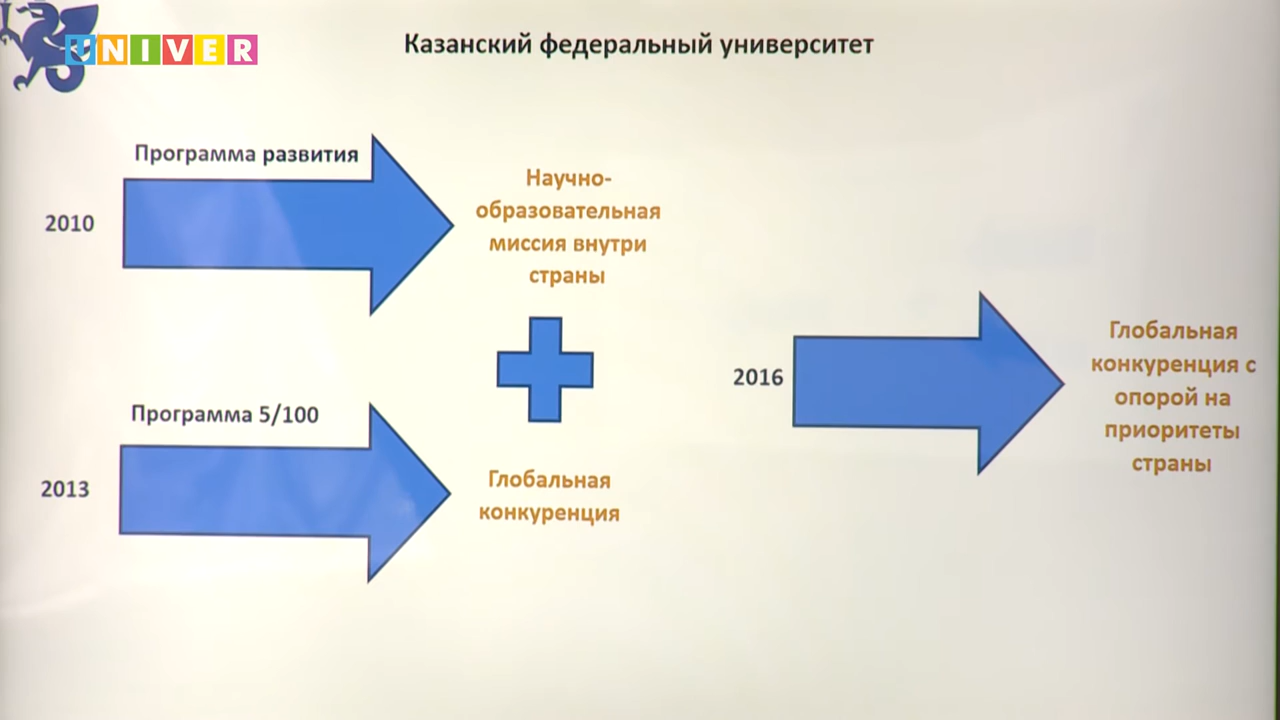 UNIVER
Казанский федеральный университет
Программа развития
2010
Научно-
образовательная
миссия внутри
страны
Программа 5/100
2013
Глобальная
конкуренция
2016
Глобальная
конкуренция с
опорой на
приоритеты
страны